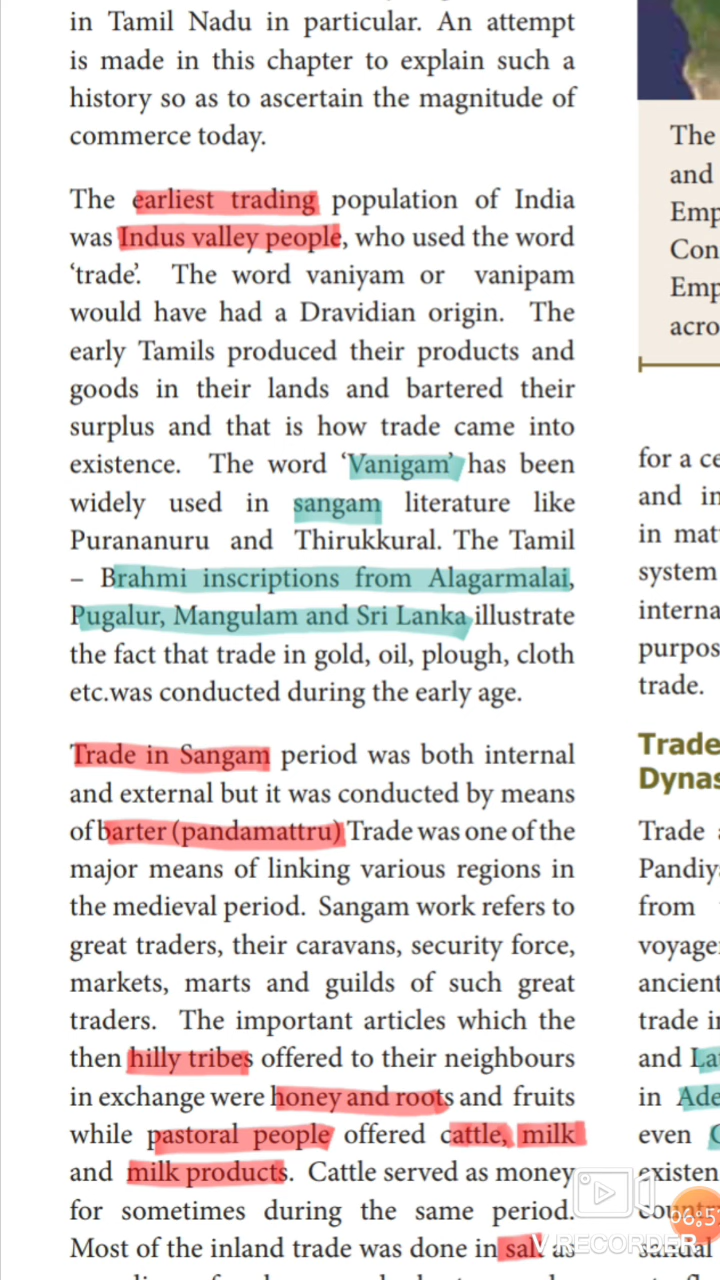 in Tamil Nadu in particular. An attempt
is made in this chapter to explain such a
history so as to ascertain the magnitude of
commerce today.
The earliest trading population of India
was Indus valley people, who used the word
‘trade’. The word vaniyam or vanipam
would have had a Dravidian origin. The
early Tamils produced their products and
goods in their lands and bartered their
surplus and that is how trade came into
existence. The word ‘Vanigam’ has been
widely used in sangam literature like
Purananuru and Thirukkural. The Tamil
– Brahmi inscriptions from Alagarmalai,
Pugalur, Mangulam and Sri Lanka illustrate
the fact that trade in gold, oil, plough, cloth
etc.was conducted during the early age.
Trade in Sangam period was both internal
and external but it was conducted by means
of barter (pandamattru) Trade was one of the
major means of linking various regions in
the medieval period. Sangam work refers to
great traders, their caravans, security force,
markets, marts and guilds of such great
traders. The important articles which the
then hilly tribes offered to their neighbours
in exchange were honey and roots and fruits
while pastoral people offered cattle, milk
and milk products. Cattle served as money
for sometimes during the same period.
Most of the inland trade was done in salt as
The
and
Emp
Con
Emp
acro
for a ce
and in
in mat
system
interna
purpos
trade.
Trade
Dynas
Trade a
Pandiy
from
voyage
ancient
trade in
and La
in Ade
even
existen
sandal
06:5
VRECORDER